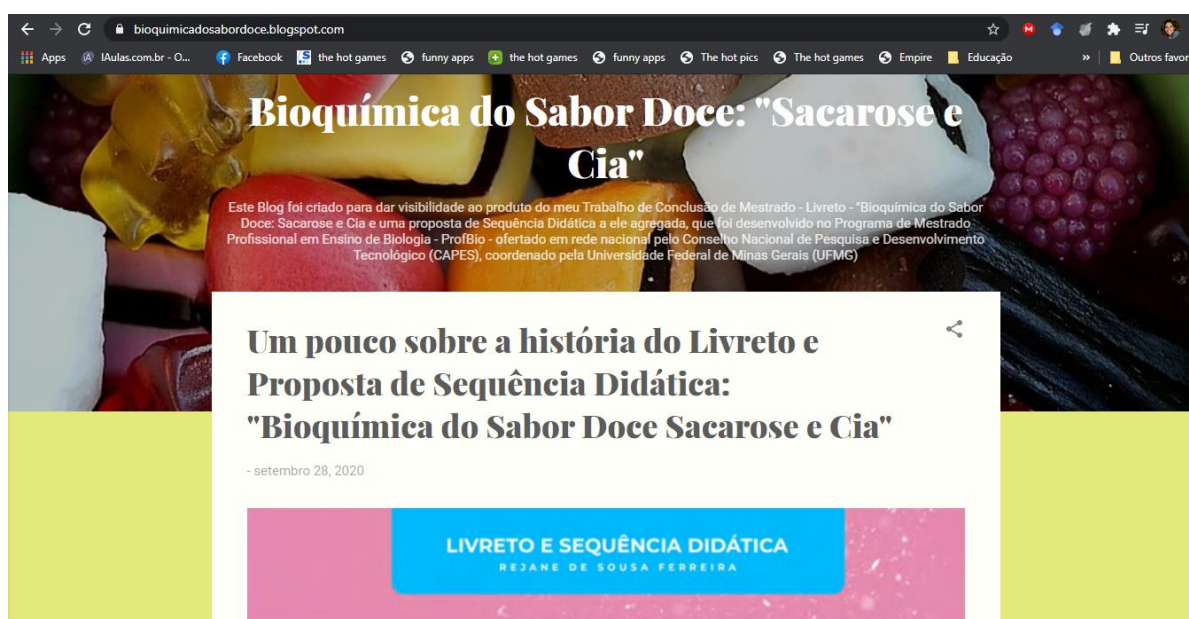 bioquimicadosabordoce.blogspot.com
Apps IAulas.com.br - O... Facebook the hot games funny apps the hot games funny apps The hot pics The hot games Empire Educação » Outros favor
Bioquímica do Sabor Doce: "Sacarose e
Cia"
Este Blog foi criado para dar visibilidade ao produto do meu Trabalho de Conclusão de Mestrado - Livreto - "Bioquímica do Sabor
Doce: Sacarose e Cia e uma proposta de Sequência Didática a ele agregada, que foi desenvolvido no Programa de Mestrado
Profissional em Ensino de Biologia - ProfBio - ofertado em rede nacional pelo Conselho Nacional de Pesquisa e Desenvolvimento
Tecnológico (CAPES), coordenado pela Universidade Federal de Minas Gerais (UFMG)
Um pouco sobre a história do Livreto e
Proposta de Sequência Didática:
"Bioquímica do Sabor Doce Sacarose e Cia"
- setembro 28, 2020
LIVRETO E SEQUÊNCIA DIDÁTICA
REJANE DE SOUSA FERREIRA